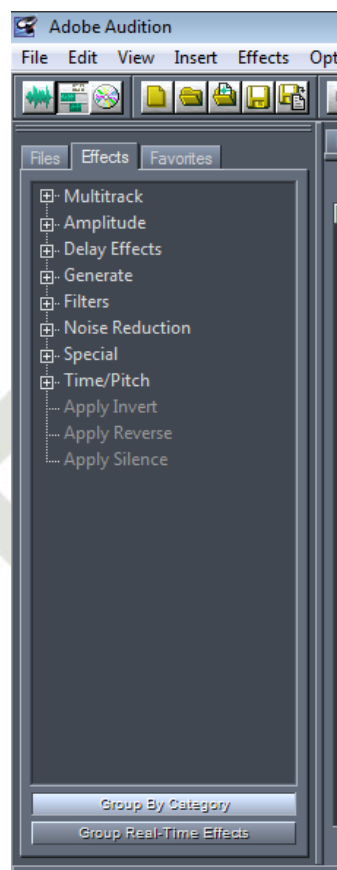 Adobe Audition
File Edit View Insert Effects Opt
Files Effects Favorites
Multitrack
Amplitude
Delay Effects
Generate
Filters
Noise Reduction
Special
Time/Pitch
Apply Invert
Apply Reverse
Apply Silence
Group By Category
Group Real-Time Effects